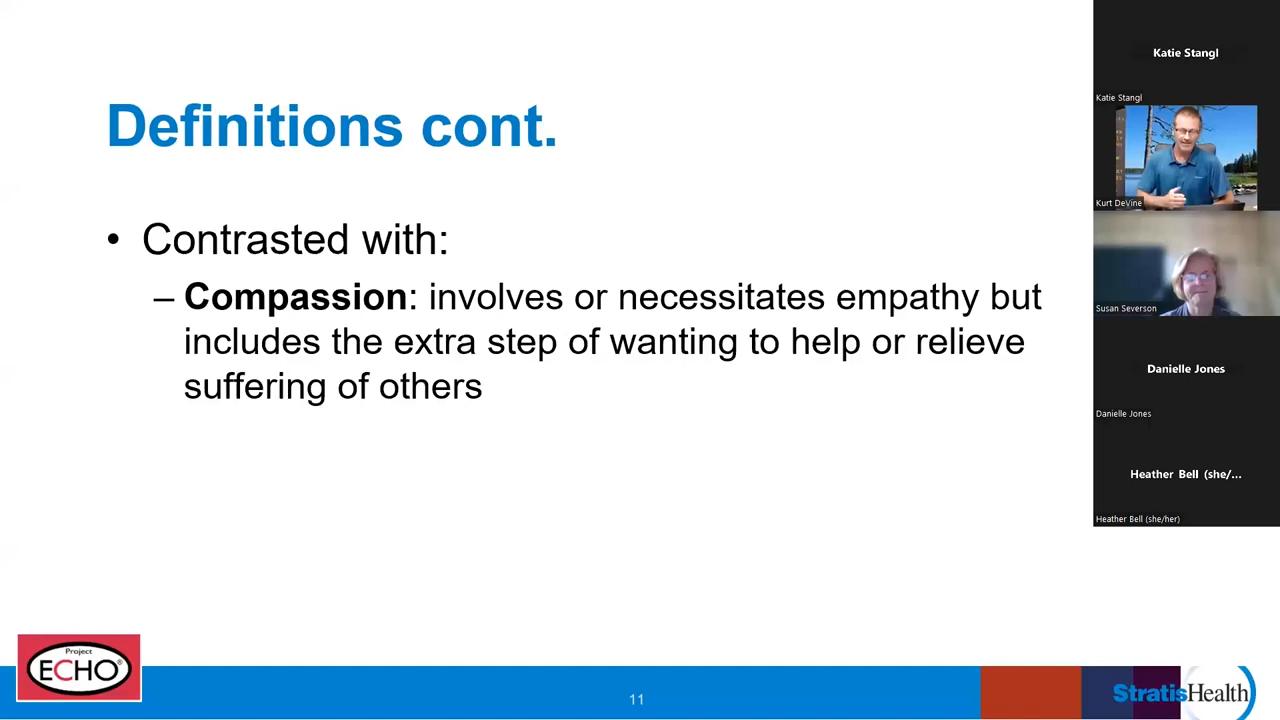 Definitions cont.
• Contrasted with:
– Compassion: involves or necessitates empathy but
includes the extra step of wanting to help or relieve
suffering of others
Project
ECHO®
11
StratisHealth
Katie Stangl
Katie Stangl
Kurt DeVine
Susan Severson
Danielle Jones
Danielle Jones
Heather Bell (she/...
Heather Bell (she/her)